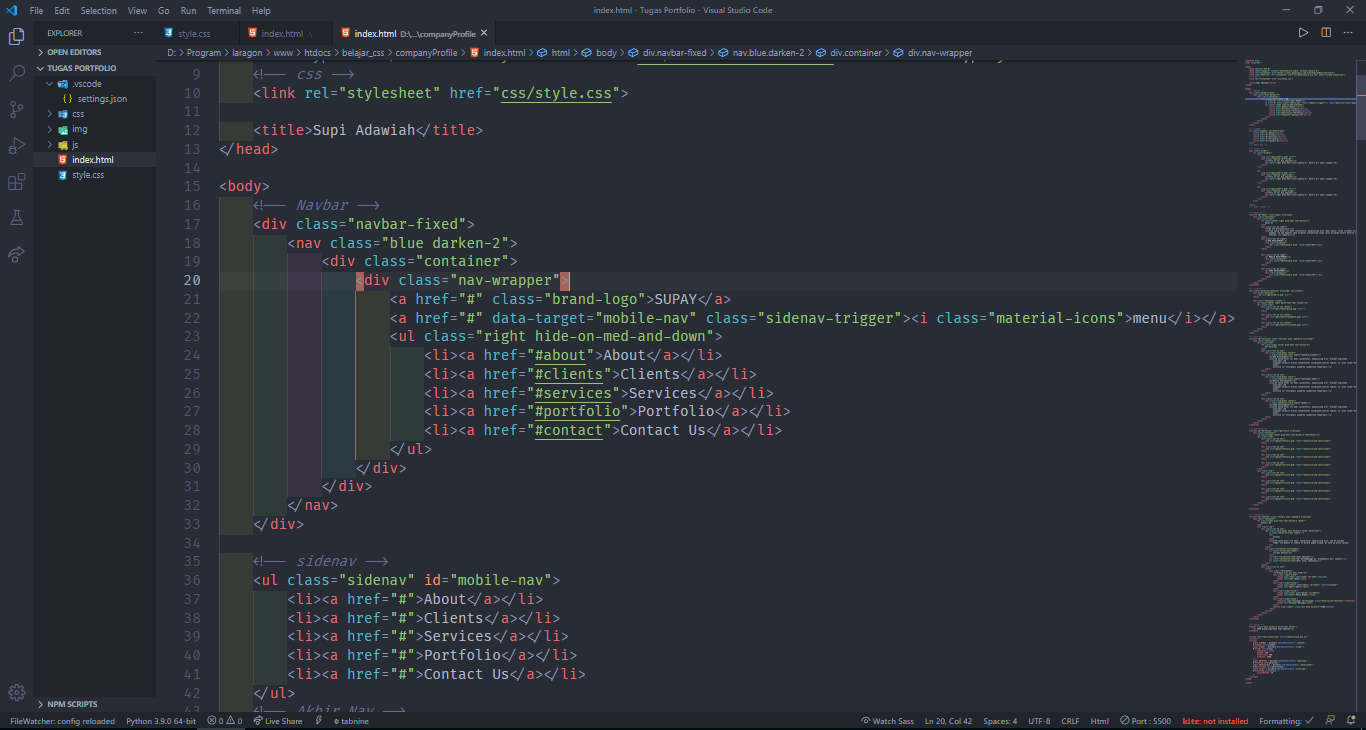 File Edit Selection View Go Run Terminal Help
index.html - Tugas Portfolio - Visual Studio Code
EXPLORER
OPEN EDITORS
TUGAS PORTFOLIO
.vscode
{ } settings.json
css
img
js
index.html
style.css
NPM SCRIPTS
style.css
index.html
index.html D:\...\companyProfile
D: > Program > laragon > www > htdocs > belajar_css > companyProfile > index.html > html > body > div.navbar-fixed > nav.blue.darken-2 > div.container > div.nav-wrapper
9 <!-- css -->
10 <link rel="stylesheet" href="css/style.css">
11
12 <title>Supi Adawiah</title>
13 </head>
14
15 <body>
16 <!-- Navbar -->
17 <div class="navbar-fixed">
18 <nav class="blue darken-2">
19 <div class="container">
20 <div class="nav-wrapper">
21 <a href="#" class="brand-logo">SUPAY</a>
22 <a href="#" data-target="mobile-nav" class="sidenav-trigger"><i class="material-icons">menu</i></a>
23 <ul class="right hide-on-med-and-down">
24 <li><a href="#about">About</a></li>
25 <li><a href="#clients">Clients</a></li>
26 <li><a href="#services">Services</a></li>
27 <li><a href="#portfolio">Portfolio</a></li>
28 <li><a href="#contact">Contact Us</a></li>
29 </ul>
30 </div>
31 </div>
32 </nav>
33 </div>
34
35 <!-- sidenav -->
36 <ul class="sidenav" id="mobile-nav">
37 <li><a href="#">About</a></li>
38 <li><a href="#">Clients</a></li>
39 <li><a href="#">Services</a></li>
40 <li><a href="#">Portfolio</a></li>
41 <li><a href="#">Contact Us</a></li>
42 </ul>
43 <!-- Akhir Nav -->
FileWatcher: config reloaded Python 3.9.0 64-bit 0 0 Live Share tabnine
Watch Sass Ln 20, Col 42 Spaces: 4 UTF-8 CRLF Html Port : 5500 kite: not installed Formatting: ✓